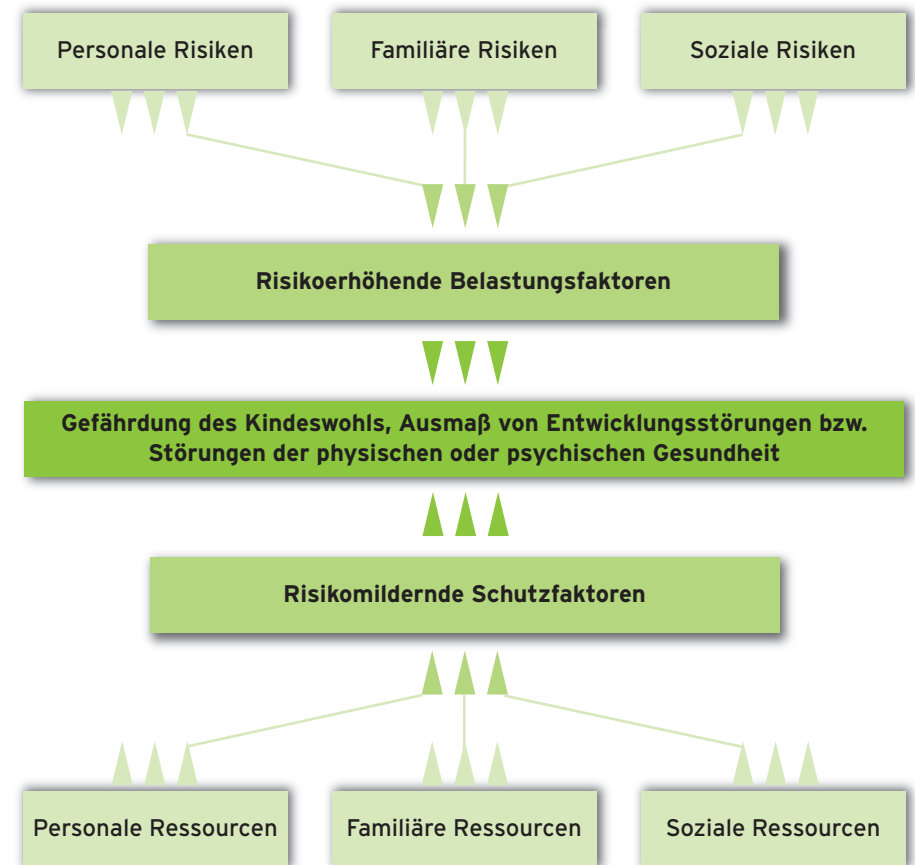 Personale Risiken
Familiäre Risiken
Soziale Risiken
Risikoerhöhende Belastungsfaktoren
Gefährdung des Kindeswohls, Ausmaß von Entwicklungsstörungen bzw.
Störungen der physischen oder psychischen Gesundheit
Risikomildernde Schutzfaktoren
Personale Ressourcen
Familiäre Ressourcen
Soziale Ressourcen